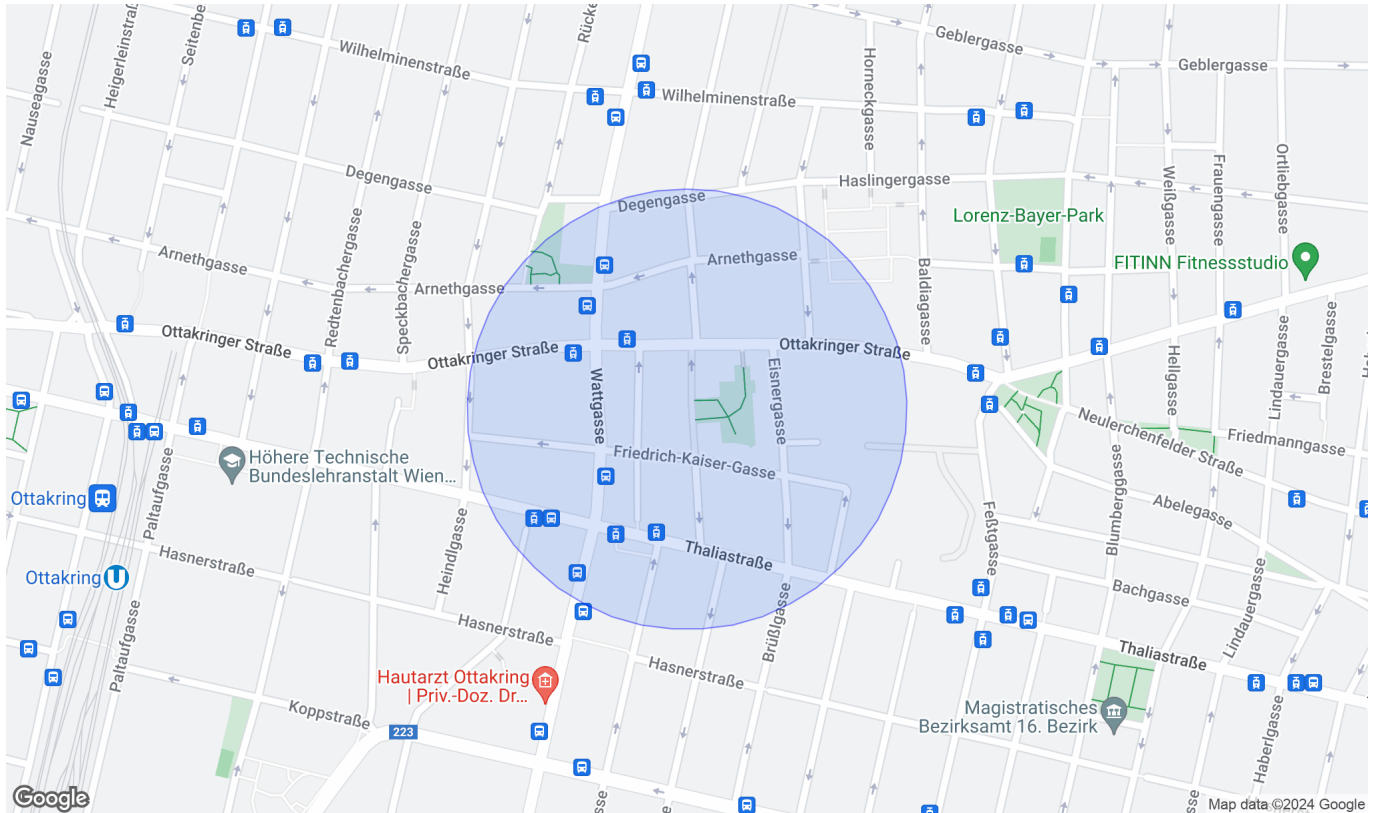 Wilhelminenstraße
Geblergasse
Geblergasse
Wilhelminenstraße
Nauseagasse
Heigerleinstraß
Seitenbe
Rücke
Horneckgasse
Degengasse
Haslingergasse
Degengasse
Lorenz-Bayer-Park
Weißgasse
Frauengasse
Ortliebgasse
Arnethgasse
Arnethgasse
Arnethgasse
Redtenbachergasse
Speckbachergasse
Baldiagasse
FITINN Fitnessstudio
Ottakringer Straße
Ottakringer Straße
Ottakringer Straße
Wattgasse
Eisnergasse
Hellgasse
Lindauergasse
Brestelgasse
Neulerchenfelder Straße
Friedmanngasse
Höhere Technische
Bundeslehranstalt Wien...
Friedrich-Kaiser-Gasse
Ottakring
Paltaufgasse
Blumberggasse
Abelegasse
Feßtgasse
Heindlgasse
Thaliastraße
Hasnerstraße
Ottakring
U
Bachgasse
Lindauergasse
Paltaufgasse
Hasnerstraße
Brüßlgasse
Thaliastraße
Hasnerstraße
Hautarzt Ottakring
| Priv.-Doz. Dr...
Koppstraße
223
Magistratisches
Bezirksamt 16. Bezirk
Haberlgasse
Google
Map data ©2024 Google